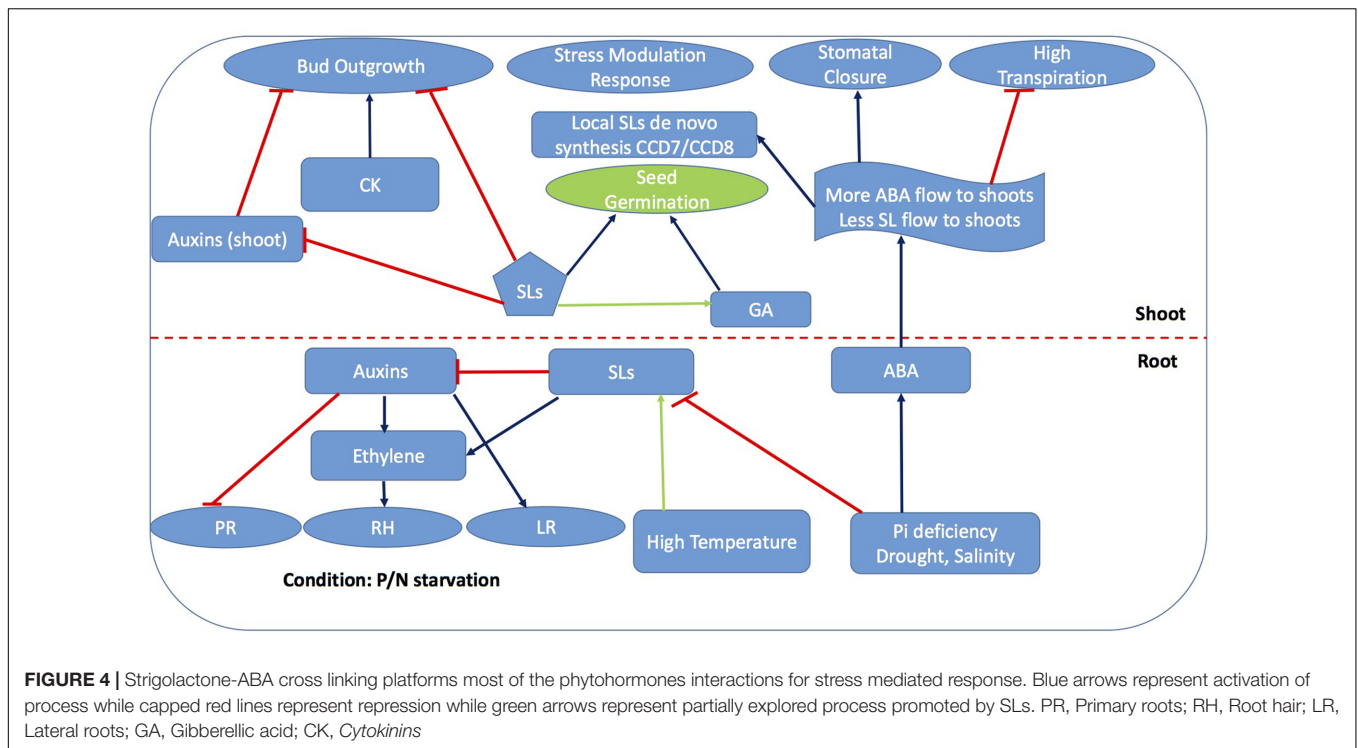 Bud Outgrowth
Stress Modulation
Response
Stomatal
Closure
High
Transpiration
Local SLs de novo
synthesis CCD7/CCD8
CK
Seed
Germination
More ABA flow to shoots
Less SL flow to shoots
Auxins (shoot)
SLs
GA
Shoot
Root
Auxins
SLs
ABA
Ethylene
PR
RH
LR
High Temperature
Pi deficiency
Drought, Salinity
Condition: P/N starvation
FIGURE 4 | Strigolactone-ABA cross linking platforms most of the phytohormones interactions for stress mediated response. Blue arrows represent activation of
process while capped red lines represent repression while green arrows represent partially explored process promoted by SLs. PR, Primary roots; RH, Root hair; LR,
Lateral roots; GA, Gibberellic acid; CK, Cytokinins